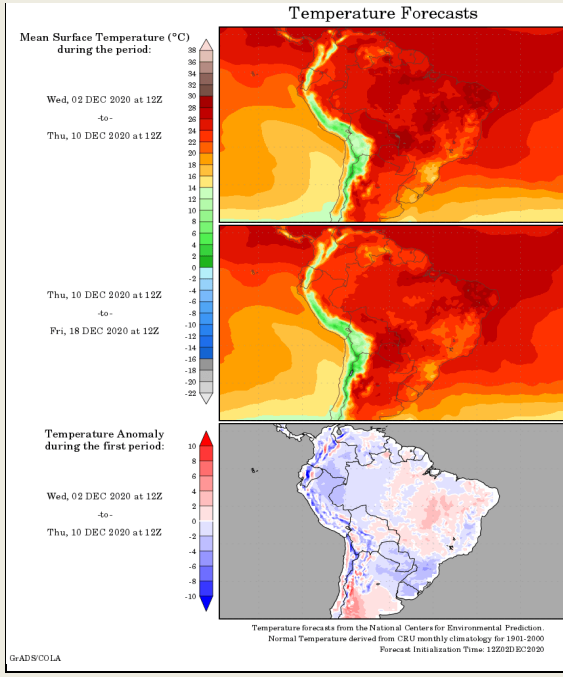 Temperature Forecasts
Mean Surface Temperature (°C)
during the period:
Wed, 02 DEC 2020 at 12Z
-to-
Thu, 10 DEC 2020 at 12Z
38
36
34
32
30
28
26
24
22
20
18
16
14
12
10
8
6
4
2
0
-2
-4
-6
-8
-10
-12
-14
-16
-18
-20
-22
Thu, 10 DEC 2020 at 12Z
-to-
Fri, 18 DEC 2020 at 12Z
Temperature Anomaly
during the first period:
Wed, 02 DEC 2020 at 12Z
-to-
Thu, 10 DEC 2020 at 12Z
10
8
6
4
2
0
-2
-4
-6
-8
-10
Temperature forecasts from the National Centers for Environmental Prediction.
Normal Temperature derived from CRU monthly climatology for 1901-2000
Forecast Initialization Time: 12Z02DEC2020
GrADS/COLA